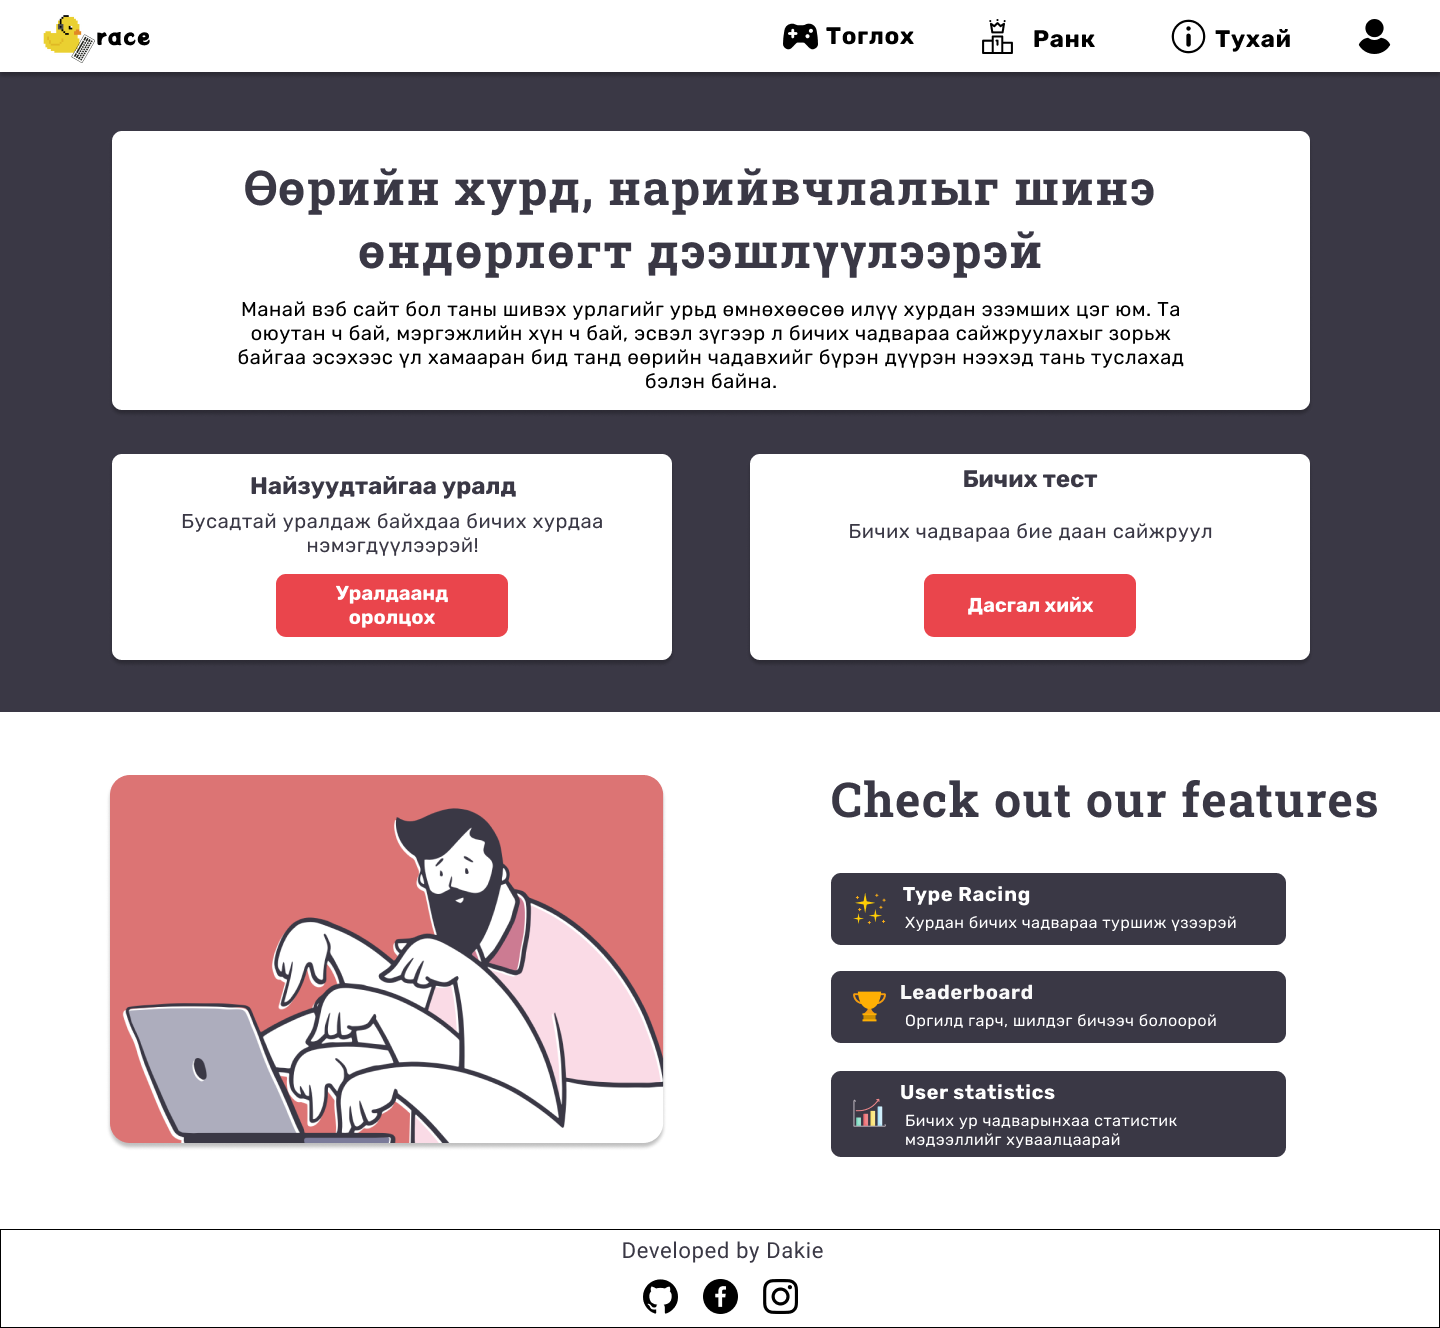 race
Тоглох
Ранк
Тухай
Өөрийн хурд, нарийвчлалыг шинэ
өндөрлөгт дээшлүүлээрэй
Манай вэб сайт бол таны шивэх урлагийг урьд өмнөхөөсөө илүү хурдан эзэмших цэг юм. Та
оюутан ч бай, мэргэжлийн хүн ч бай, эсвэл зүгээр л бичих чадвараа сайжруулахыг зорьж
байгаа эсэхээс үл хамааран бид танд өөрийн чадавхийг бүрэн дүүрэн нээхэд тань туслахад
бэлэн байна.
Найзуудтайгаа уралд
Бусадтай уралдаж байхдаа бичих хурдаа
нэмэгдүүлээрэй!
Уралдаанд
оролцох
Бичих тест
Бичих чадвараа бие даан сайжруул
Дасгал хийх
Check out our features
Type Racing
Хурдан бичих чадвараа туршиж үзээрэй
Leaderboard
Оргилд гарч, шилдэг бичээч болоорой
User statistics
Бичих ур чадварынхаа статистик
мэдээллийг хуваалцаарай
Developed by Dakie